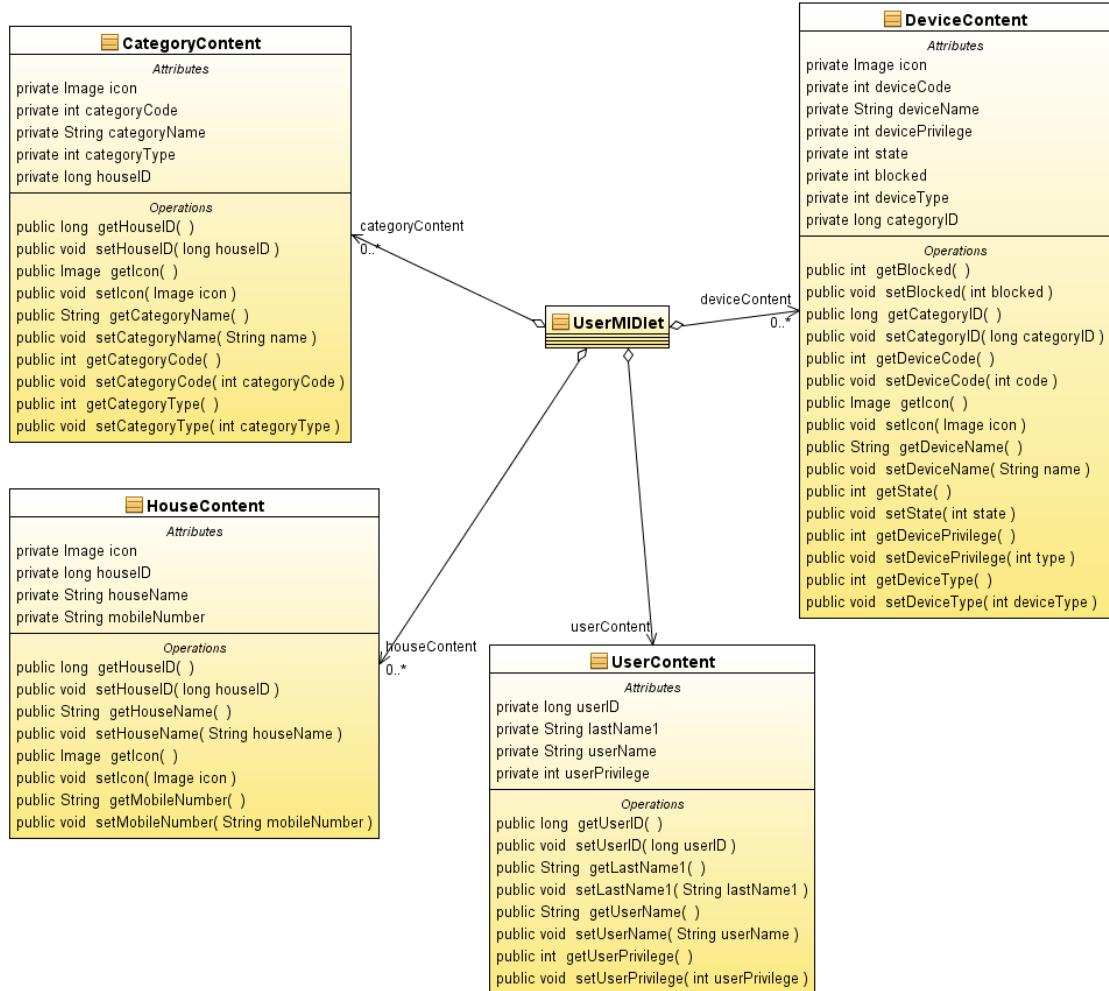 CategoryContent
Attributes
private Image icon
private int categoryCode
private String categoryName
private int categoryType
private long houseID
Operations
public long getHouseID( )
public void setHouseID( long houseID )
public Image getIcon( )
public void setIcon( Image icon )
public String getCategoryName( )
public void setCategoryName( String name )
public int getCategoryCode( )
public void setCategoryCode( int categoryCode )
public int getCategoryType( )
public void setCategoryType( int categoryType )
categoryContent
0..*
DeviceContent
Attributes
private Image icon
private int deviceCode
private String deviceName
private int devicePrivilege
private int state
private int blocked
private int deviceType
private long categoryID
Operations
public int getBlocked( )
public void setBlocked( int blocked )
public long getCategoryID( )
public void setCategoryID( long categoryID )
public int getDeviceCode( )
public void setDeviceCode( int code )
public Image getIcon( )
public void setIcon( Image icon )
public String getDeviceName( )
public void setDeviceName( String name )
public int getState( )
public void setState( int state )
public int getDevicePrivilege( )
public void setDevicePrivilege( int type )
public int getDeviceType( )
public void setDeviceType( int deviceType )
deviceContent
0..*
UserMIDlet
HouseContent
Attributes
private Image icon
private long houseID
private String houseName
private String mobileNumber
Operations
public long getHouseID( )
public void setHouseID( long houseID )
public String getHouseName( )
public void setHouseName( String houseName )
public Image getIcon( )
public void setIcon( Image icon )
public String getMobileNumber( )
public void setMobileNumber( String mobileNumber )
houseContent
0..*
userContent
UserContent
Attributes
private long userID
private String lastName1
private String userName
private int userPrivilege
Operations
public long getUserID( )
public void setUserID( long userID )
public String getLastName1( )
public void setLastName1( String lastName1 )
public String getUserName( )
public void setUserName( String userName )
public int getUserPrivilege( )
public void setUserPrivilege( int userPrivilege )